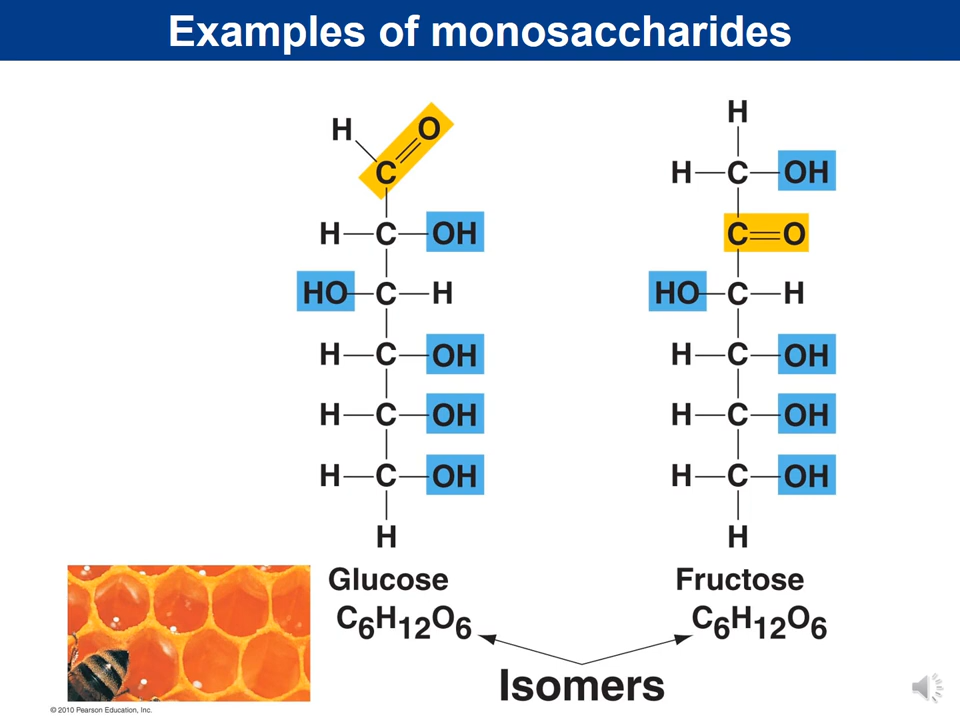 Examples of monosaccharides
H
H O
C H C OH
H C OH C O
HO C H HO C H
H C OH H C OH
H C OH H C OH
H C OH H C OH
H H
Glucose Fructose
C6H12O6 C6H12O6
Isomers
© 2010 Pearson Education, Inc.